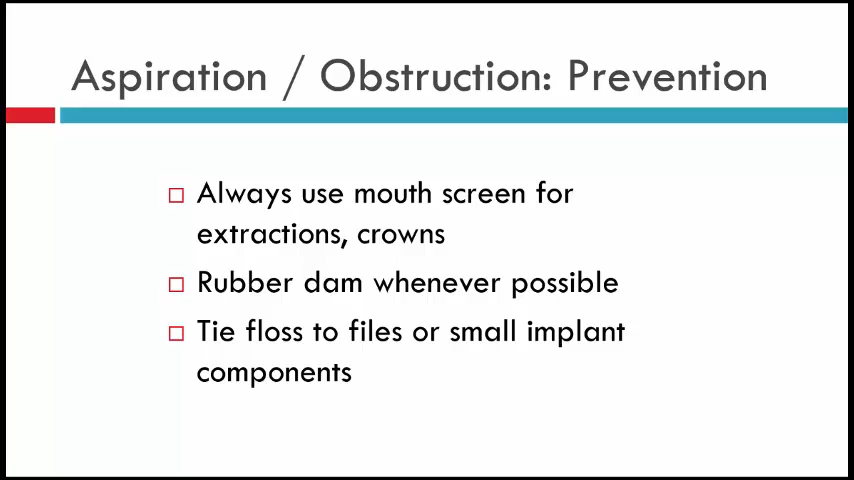 Aspiration / Obstruction: Prevention
Always use mouth screen for
extractions, crowns
Rubber dam whenever possible
Tie floss to files or small implant
components